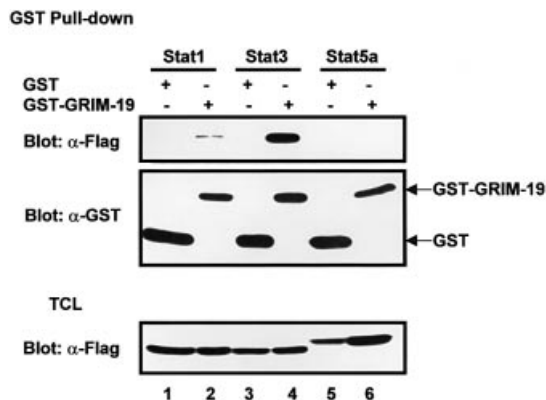 GST Pull-down
Stat1 Stat3 Stat5a
GST + - + - + -
GST-GRIM-19 - + - + - +
Blot: α-Flag
Blot: α-GST
GST-GRIM-19
GST
TCL
Blot: α-Flag
1 2 3 4 5 6